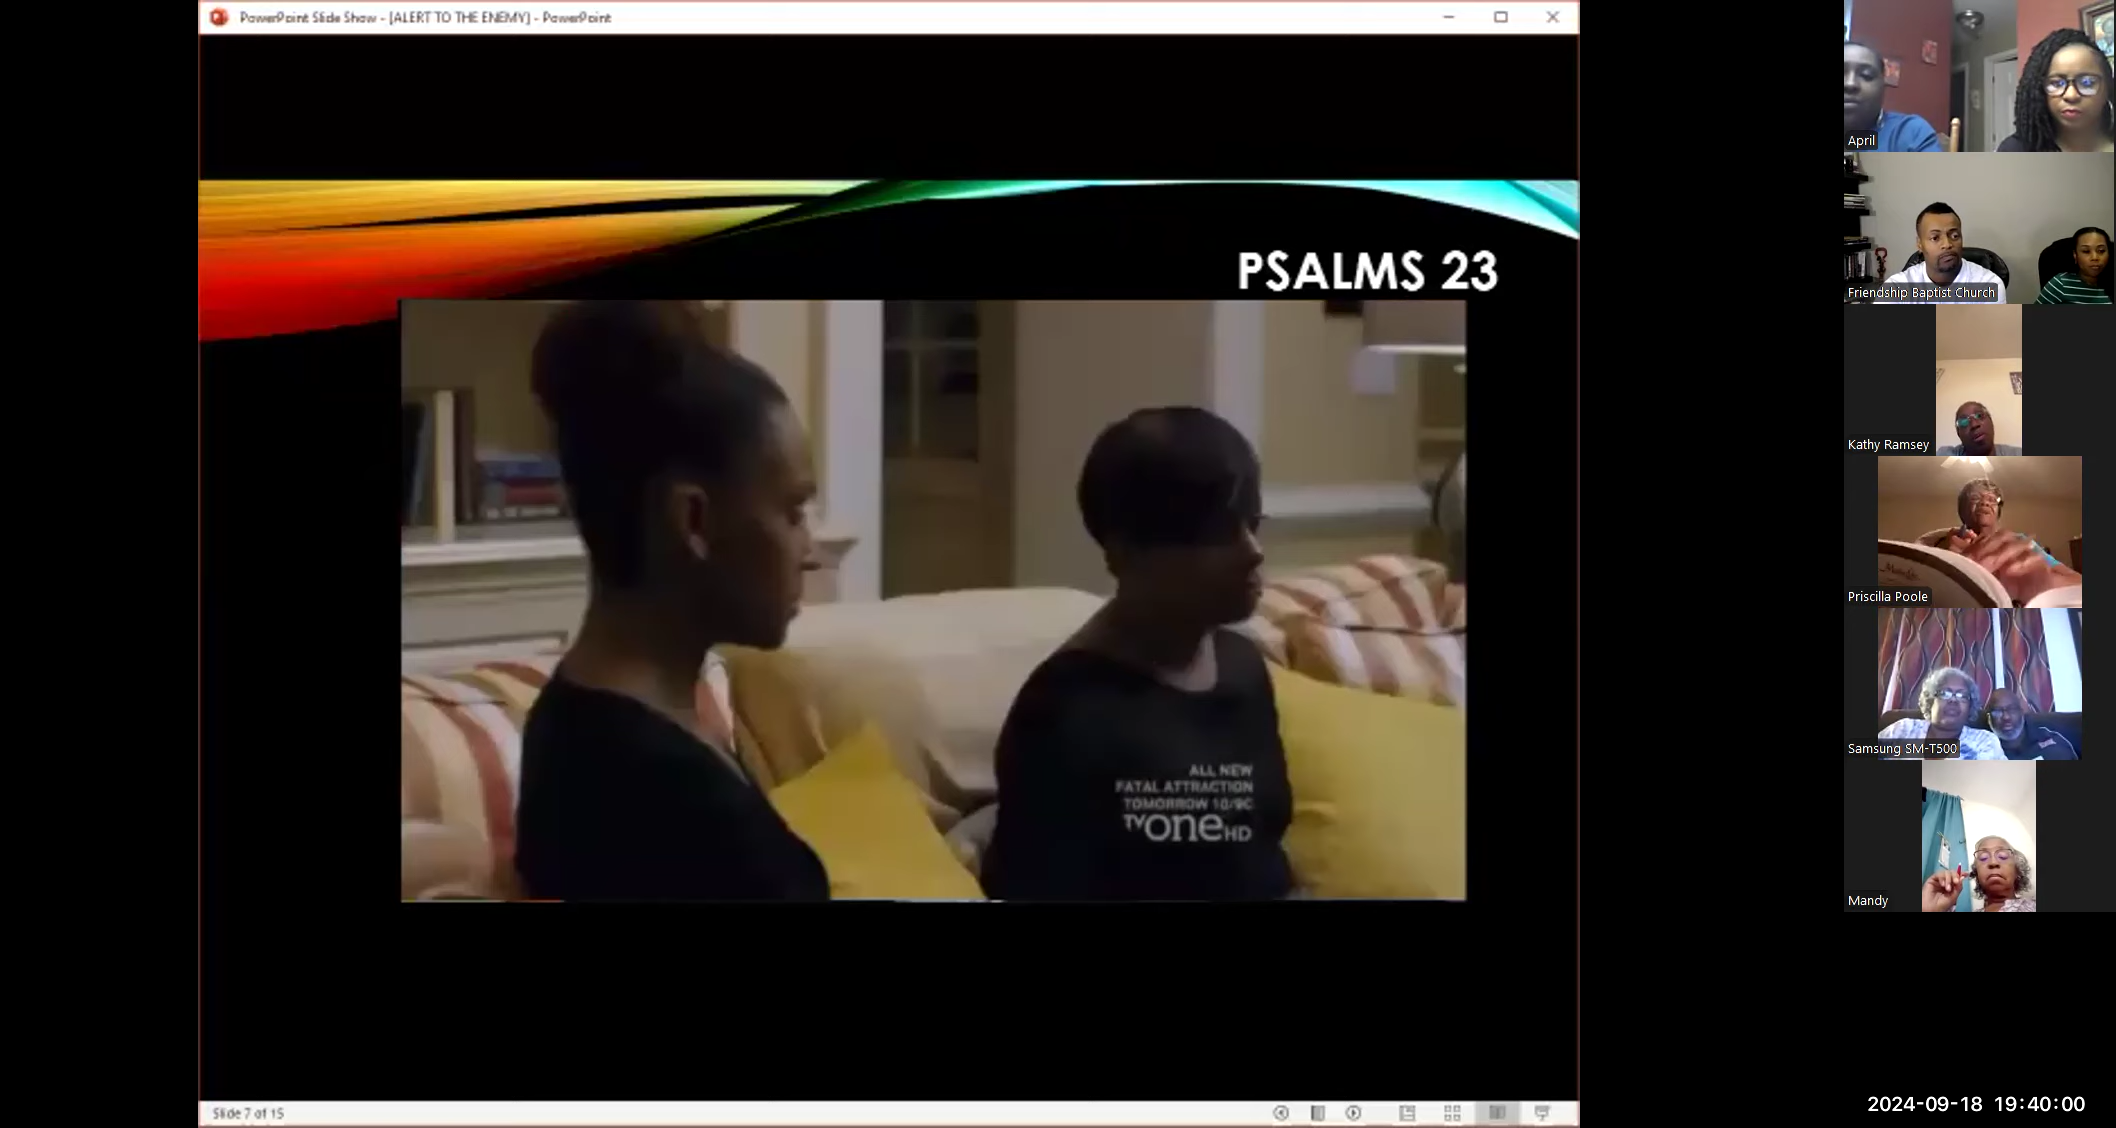 PowerPoint Slide Show - [ALERT TO THE ENEMY] - PowerPoint
PSALMS 23
ALL NEW
FATAL ATTRACTION
TOMORROW 10/9C
TV one HD
Slide 7 of 15
April
Friendship Baptist Church
Kathy Ramsey
Priscilla Poole
Samsung SM-T500
Mandy
2024-09-18 19:40:00